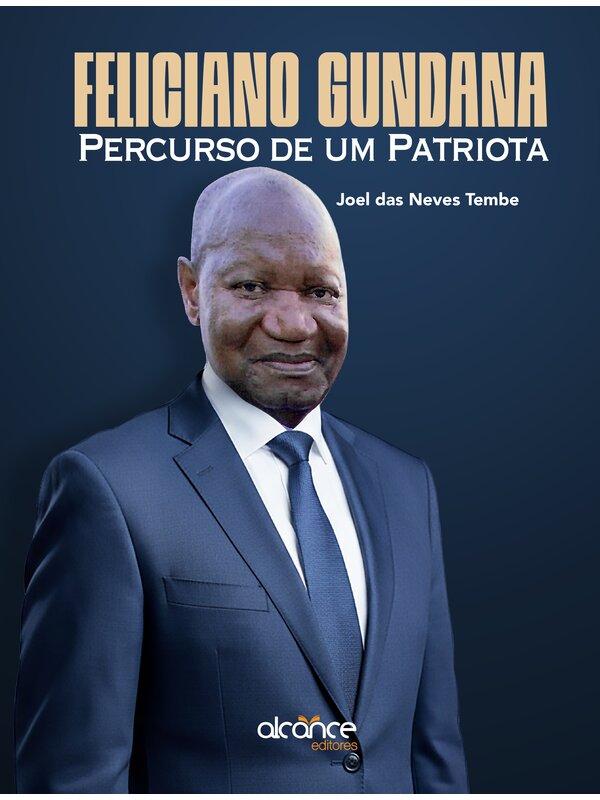 FELICIANO GUNDANA
PERCURSO DE UM PATRIOTA
Joel das Neves Tembe
alcance
editores